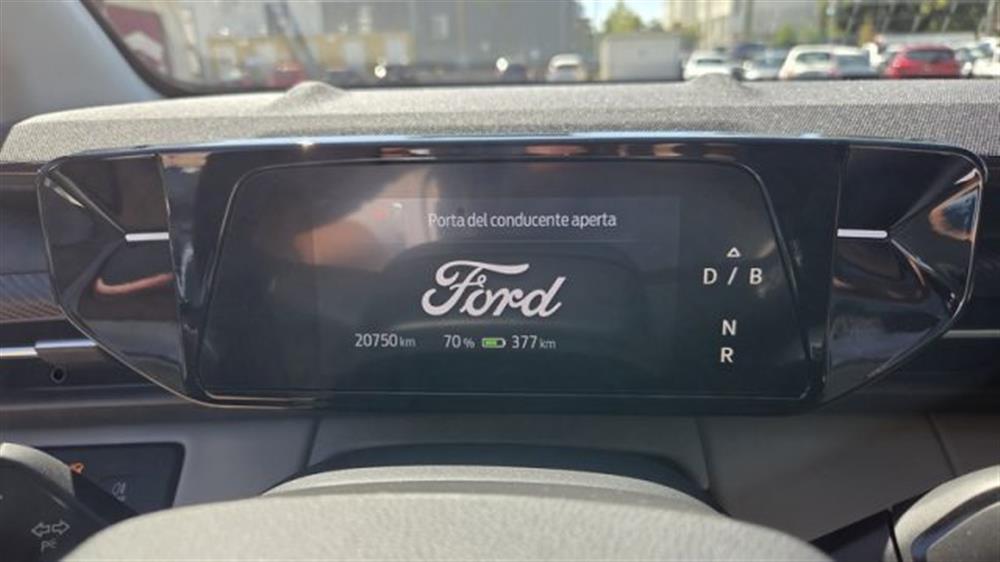 Porta del conducente aperta
Ford
D / B
20750 km 70 % 377 km
N
R